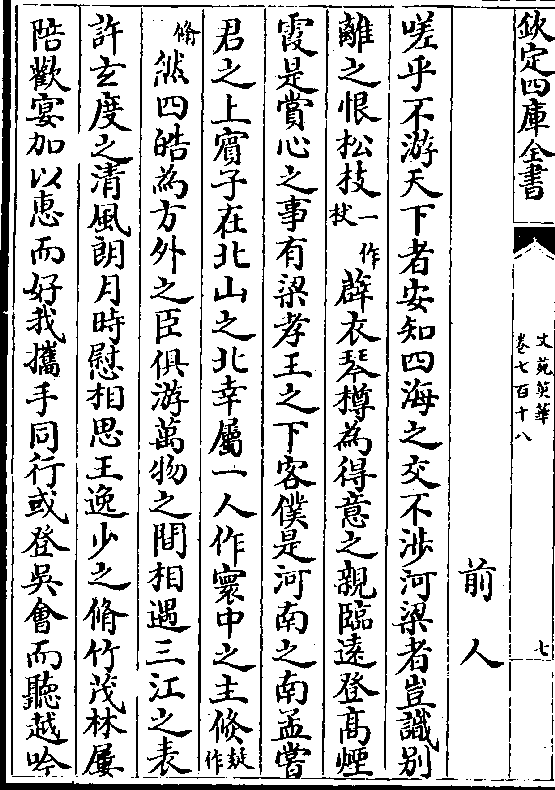 欽定四庫全書
文苑英華
卷七百十八
七
前人
嗟乎不游天下者安知四海之交不涉河梁者豈識別
離之恨松技一作杖薜衣琴樽為得意之親臨遠登高煙
霞是賞心之事有梁孝王之下客僕是河南之南孟嘗
君之上賓子在北山之北幸屬一人作寰中之主倏疑作
翛然四皓為方外之臣俱游萬物之間相遇三江之表
許玄度之清風朗月時慰相思王逸少之脩竹茂林屢
陪歡宴加以惠而好我攜手同行或登吳會而聽越吟